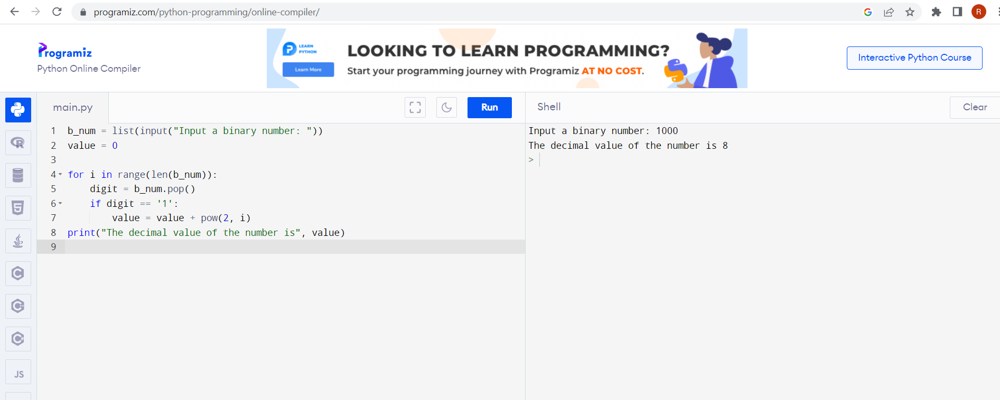 programiz.com/python-programming/online-compiler/
R
Programiz
Python Online Compiler
LEARN
PYTHON
Learn More
LOOKING TO LEARN PROGRAMMING?
Start your programming journey with Programiz AT NO COST.
Interactive Python Course
main.py
Run
Shell
Clear
1 b_num = list(input("Input a binary number: "))
2 value = 0
3
4 for i in range(len(b_num)):
5     digit = b_num.pop()
6     if digit == '1':
7         value = value + pow(2, i)
8 print("The decimal value of the number is", value)
9
Input a binary number: 1000
The decimal value of the number is 8
>
R
5
C
C
C
JS